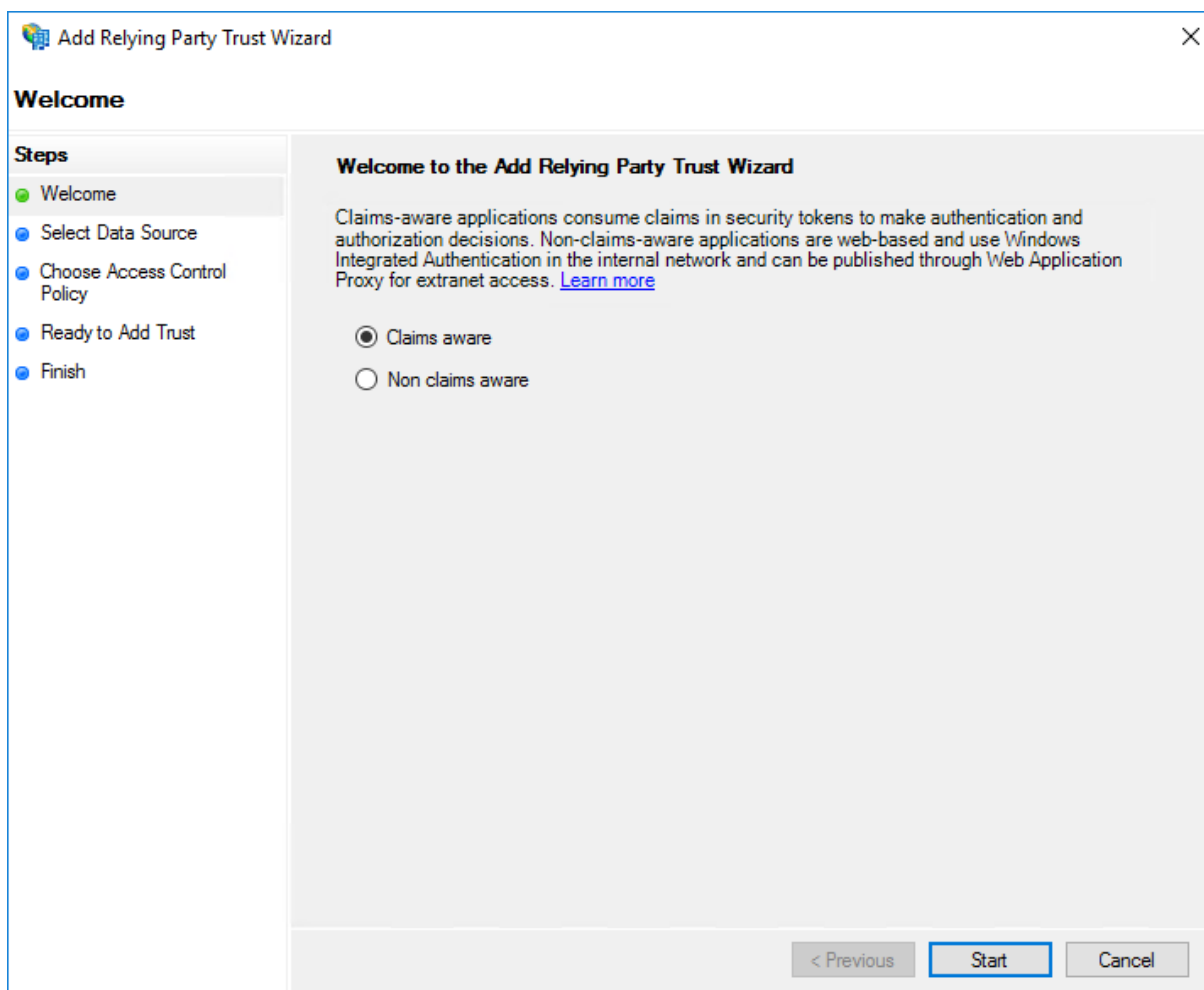 Add Relying Party Trust Wizard
Welcome
Steps
Welcome
Select Data Source
Choose Access Control
Policy
Ready to Add Trust
Finish
Welcome to the Add Relying Party Trust Wizard
Claims-aware applications consume claims in security tokens to make authentication and
authorization decisions. Non-claims-aware applications are web-based and use Windows
Integrated Authentication in the internal network and can be published through Web Application
Proxy for extranet access. Learn more
Claims aware
Non claims aware
< Previous
Start
Cancel